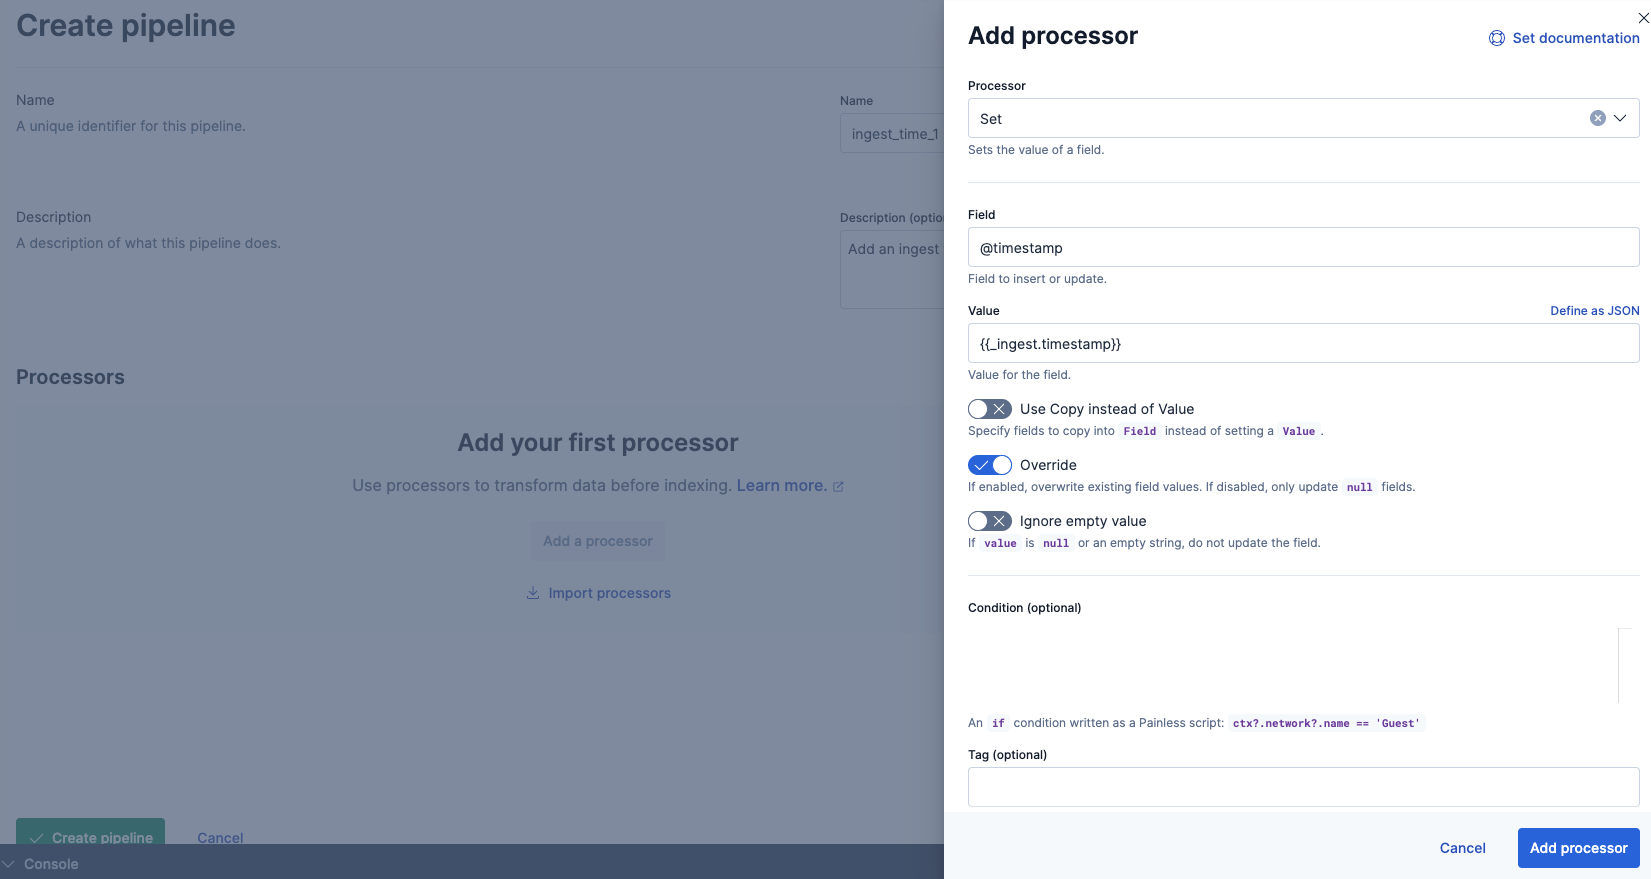 Create pipeline
Name
A unique identifier for this pipeline.
Name
ingest_time_1
Description
A description of what this pipeline does.
Description (optio
Add an ingest
Processors
Add your first processor
Use processors to transform data before indexing. Learn more.
Add a processor
Import processors
Create pipeline
Cancel
Console
Add processor
Set documentation
Processor
Set
Sets the value of a field.
Field
@timestamp
Field to insert or update.
Value
Define as JSON
{{_ingest.timestamp}}
Value for the field.
Use Copy instead of Value
Specify fields to copy into Field instead of setting a Value.
Override
If enabled, overwrite existing field values. If disabled, only update null fields.
Ignore empty value
If value is null or an empty string, do not update the field.
Condition (optional)
An if condition written as a Painless script: ctx?.network?.name == 'Guest'
Tag (optional)
Cancel
Add processor